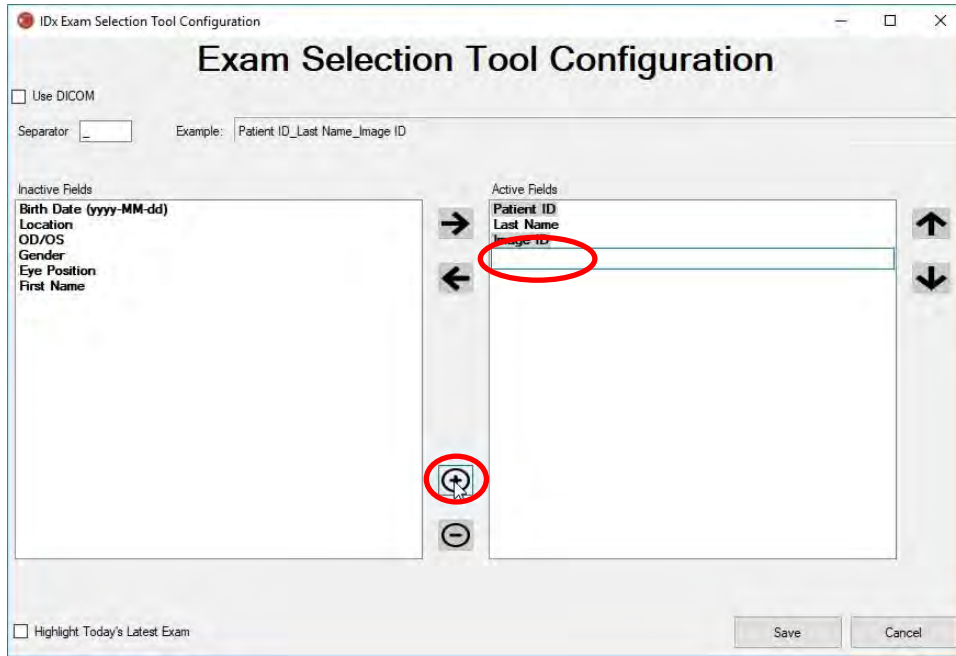 IDx Exam Selection Tool Configuration
Exam Selection Tool Configuration
Use DICOM
Separator _ Example: Patient ID_Last Name_Image ID
Inactive Fields
Birth Date (yyyy-MM-dd)
Location
OD/OS
Gender
Eye Position
First Name
Active Fields
Patient ID
Last Name
Image ID
Highlight Today's Latest Exam
Save Cancel